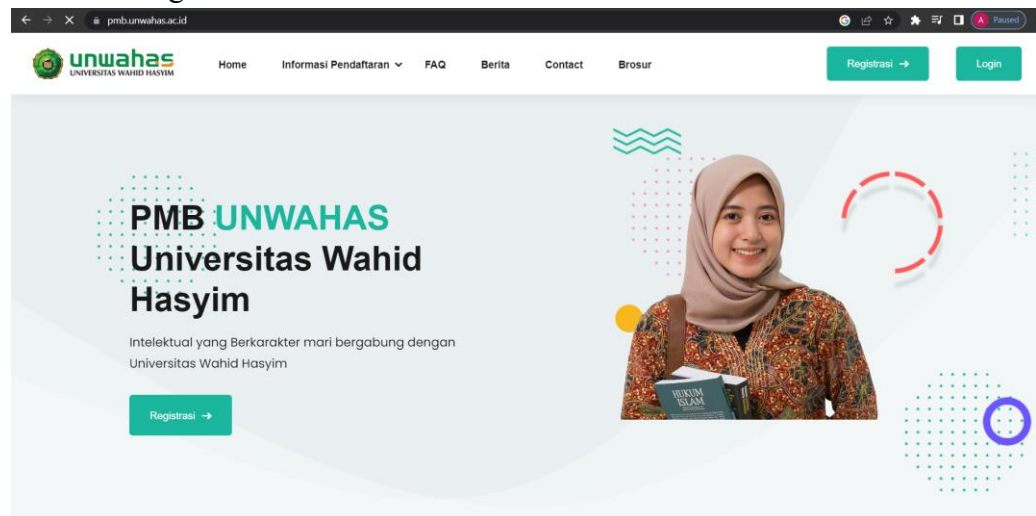 pmb.unwahas.ac.id
Paused
unwahas
UNIVERSITAS WAHID HASYIM
Home
Informasi Pendaftaran
FAQ
Berita
Contact
Brosur
Registrasi →
Login
PMB UNWAHAS
Universitas Wahid
Hasyim
Intelektual yang Berkarakter mari bergabung dengan
Universitas Wahid Hasyim
Registrasi →
HUKUM
ISLAM